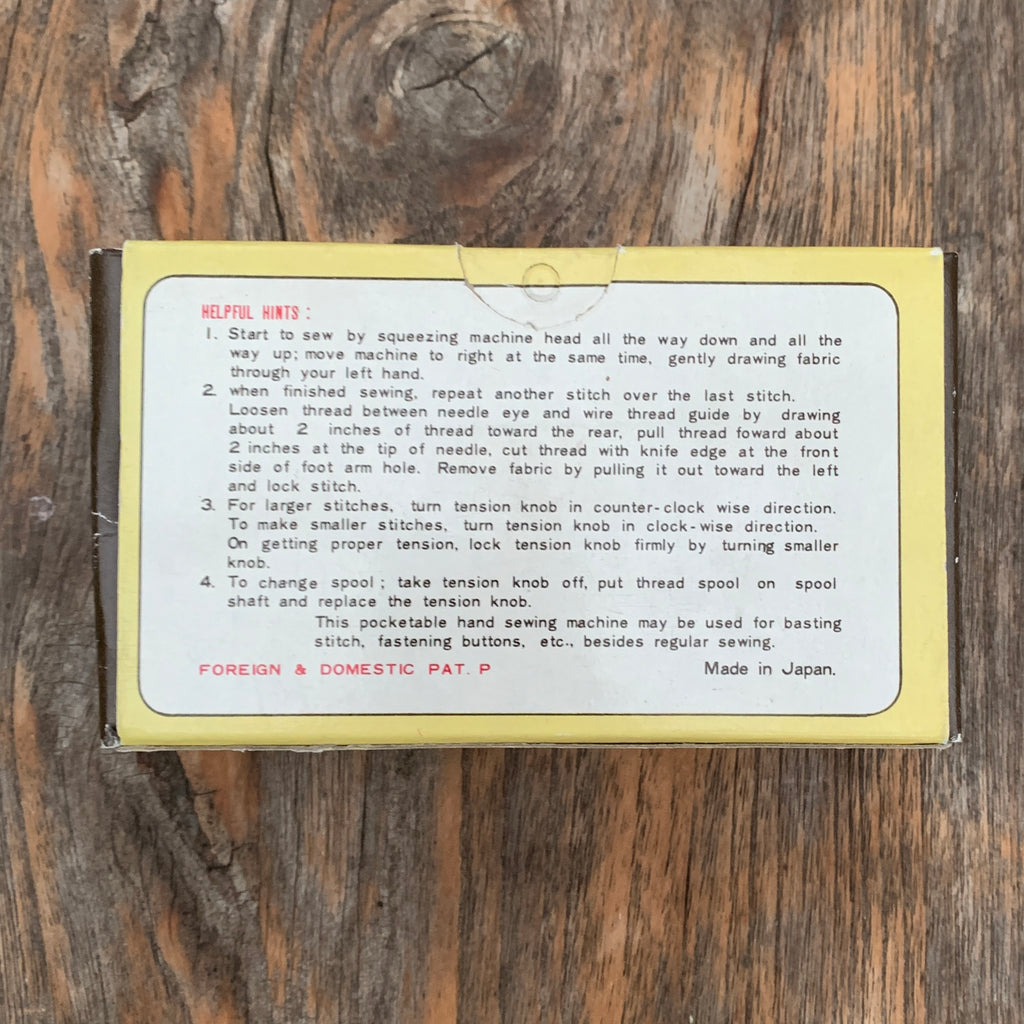 HELPFUL HINTS :
1. Start to sew by squeezing machine head all the way down and all the
way up; move machine to right at the same time, gently drawing fabric
through your left hand.
2. when finished sewing, repeat another stitch over the last stitch.
Loosen thread between needle eye and wire thread guide by drawing
about 2 inches of thread toward the rear, pull thread foward about
2 inches at the tip of needle, cut thread with knife edge at the front
side of foot arm hole. Remove fabric by pulling it out toward the left
and lock stitch.
3. For larger stitches, turn tension knob in counter-clock wise direction.
To make smaller stitches, turn tension knob in clock-wise direction.
On getting proper tension, lock tension knob firmly by turning smaller
knob.
4. To change spool ; take tension knob off, put thread spool on spool
shaft and replace the tension knob.
This pocketable hand sewing machine may be used for basting
stitch, fastening buttons, etc., besides regular sewing.
FOREIGN & DOMESTIC PAT. P Made in Japan.